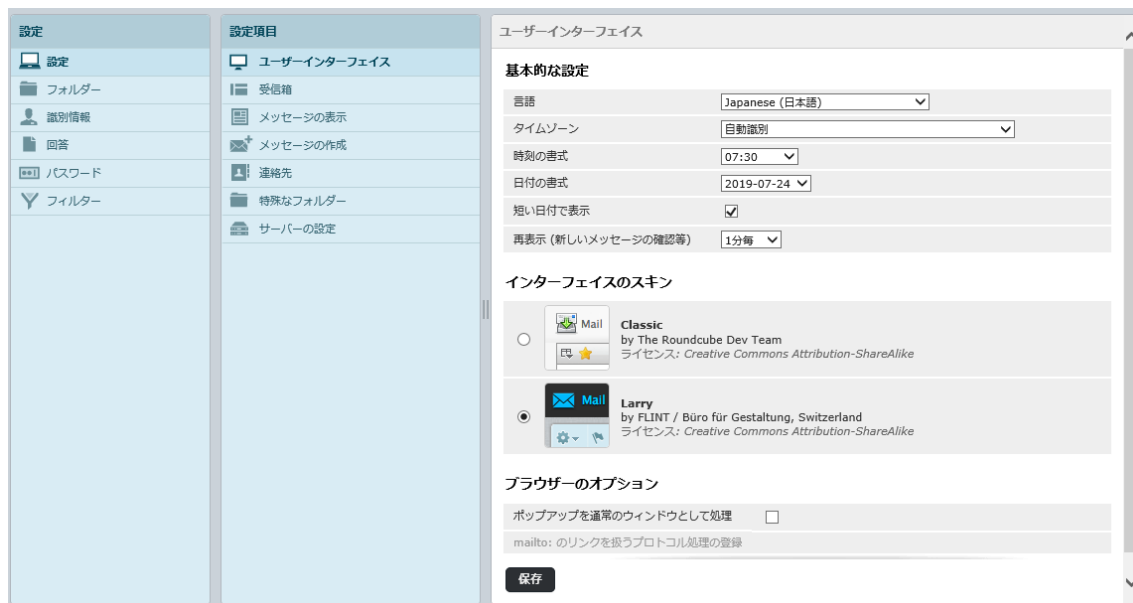 設定
設定
フォルダー
識別情報
回答
パスワード
フィルター
設定項目
ユーザーインターフェイス
受信箱
メッセージの表示
メッセージの作成
連絡先
特殊なフォルダー
サーバーの設定
ユーザーインターフェイス
基本的な設定
言語 Japanese (日本語)
タイムゾーン 自動識別
時刻の書式 07:30
日付の書式 2019-07-24
短い日付で表示
再表示 (新しいメッセージの確認等) 1分毎
インターフェイスのスキン
Mail
Classic
by The Roundcube Dev Team
ライセンス: Creative Commons Attribution-ShareAlike
Mail
Larry
by FLINT / Büro für Gestaltung, Switzerland
ライセンス: Creative Commons Attribution-ShareAlike
ブラウザーのオプション
ポップアップを通常のウィンドウとして処理
mailto: のリンクを扱うプロトコル処理の登録
保存